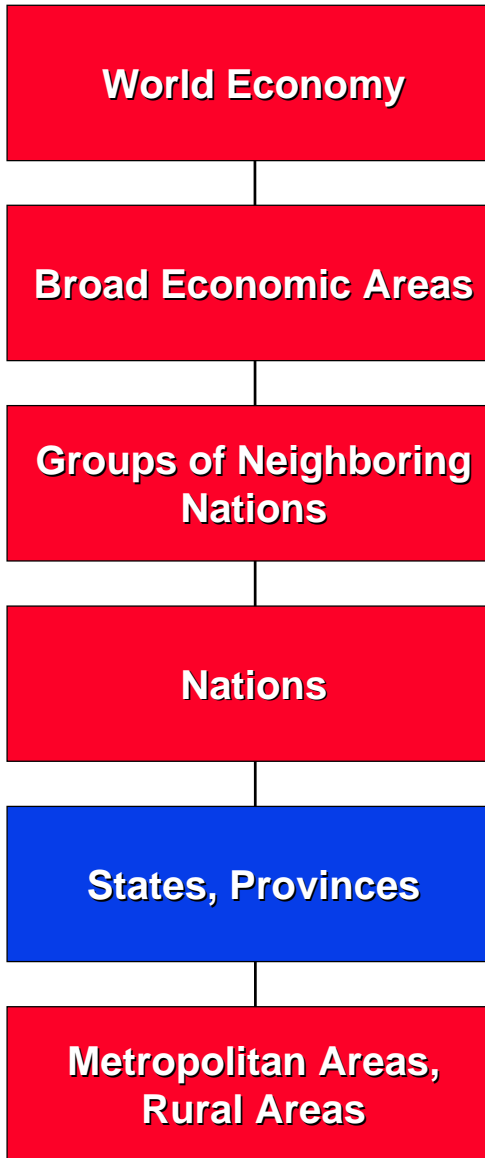 World Economy
Broad Economic Areas
Groups of Neighboring
Nations
Nations
States, Provinces
Metropolitan Areas,
Rural Areas